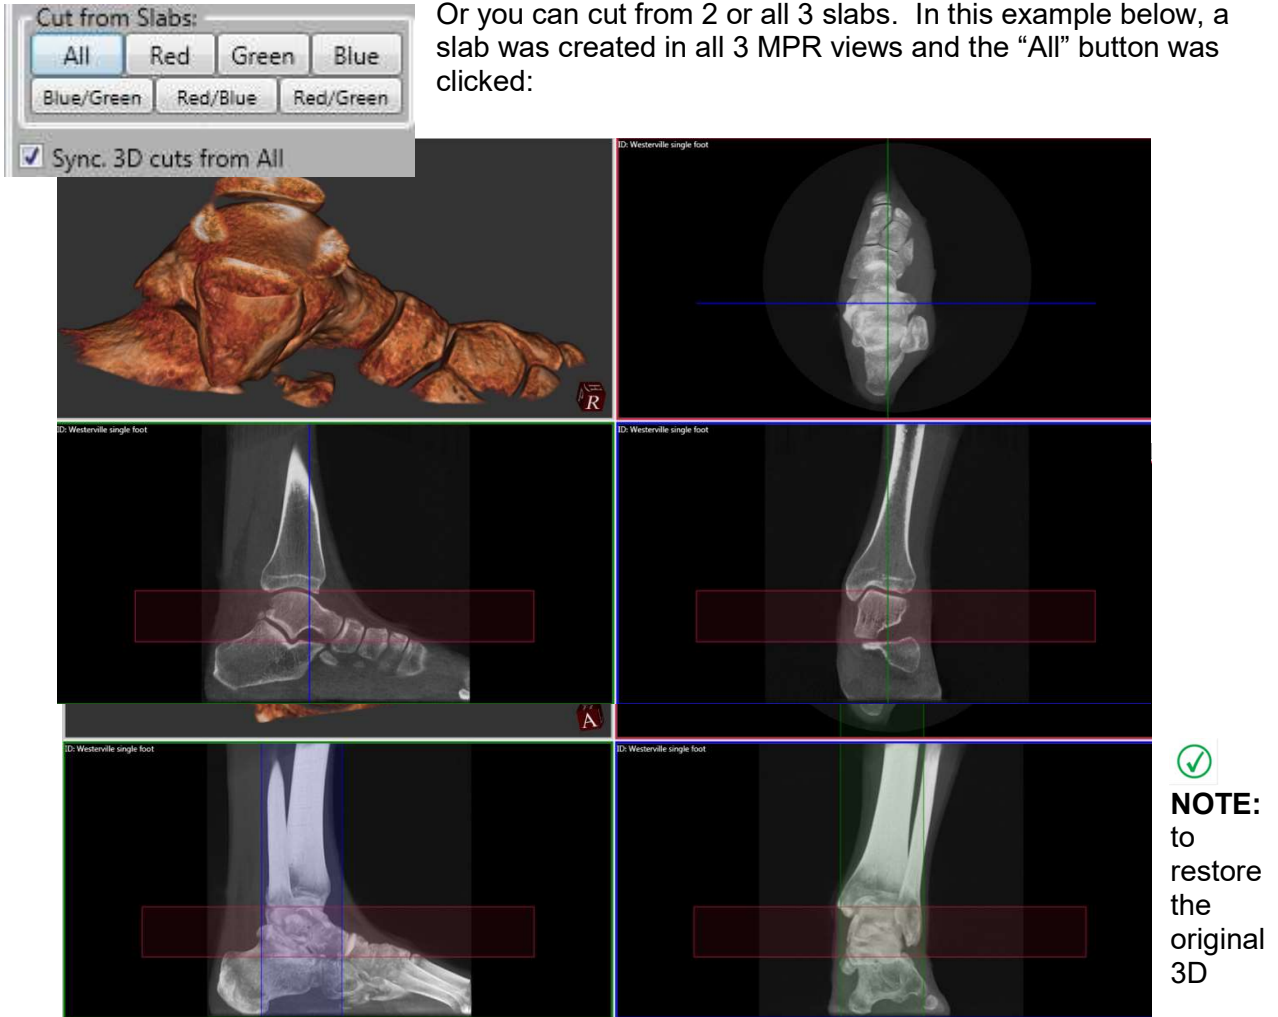 Cut from Slabs:
All Red Green Blue
Blue/Green Red/Blue Red/Green
Sync. 3D cuts from All
Or you can cut from 2 or all 3 slabs. In this example below, a
slab was created in all 3 MPR views and the “All” button was
clicked:
ID: Westerville single foot
R
ID: Westerville single foot
ID: Westerville single foot
A
ID: Westerville single foot
ID: Westerville single foot
NOTE:
to
restore
the
original
3D